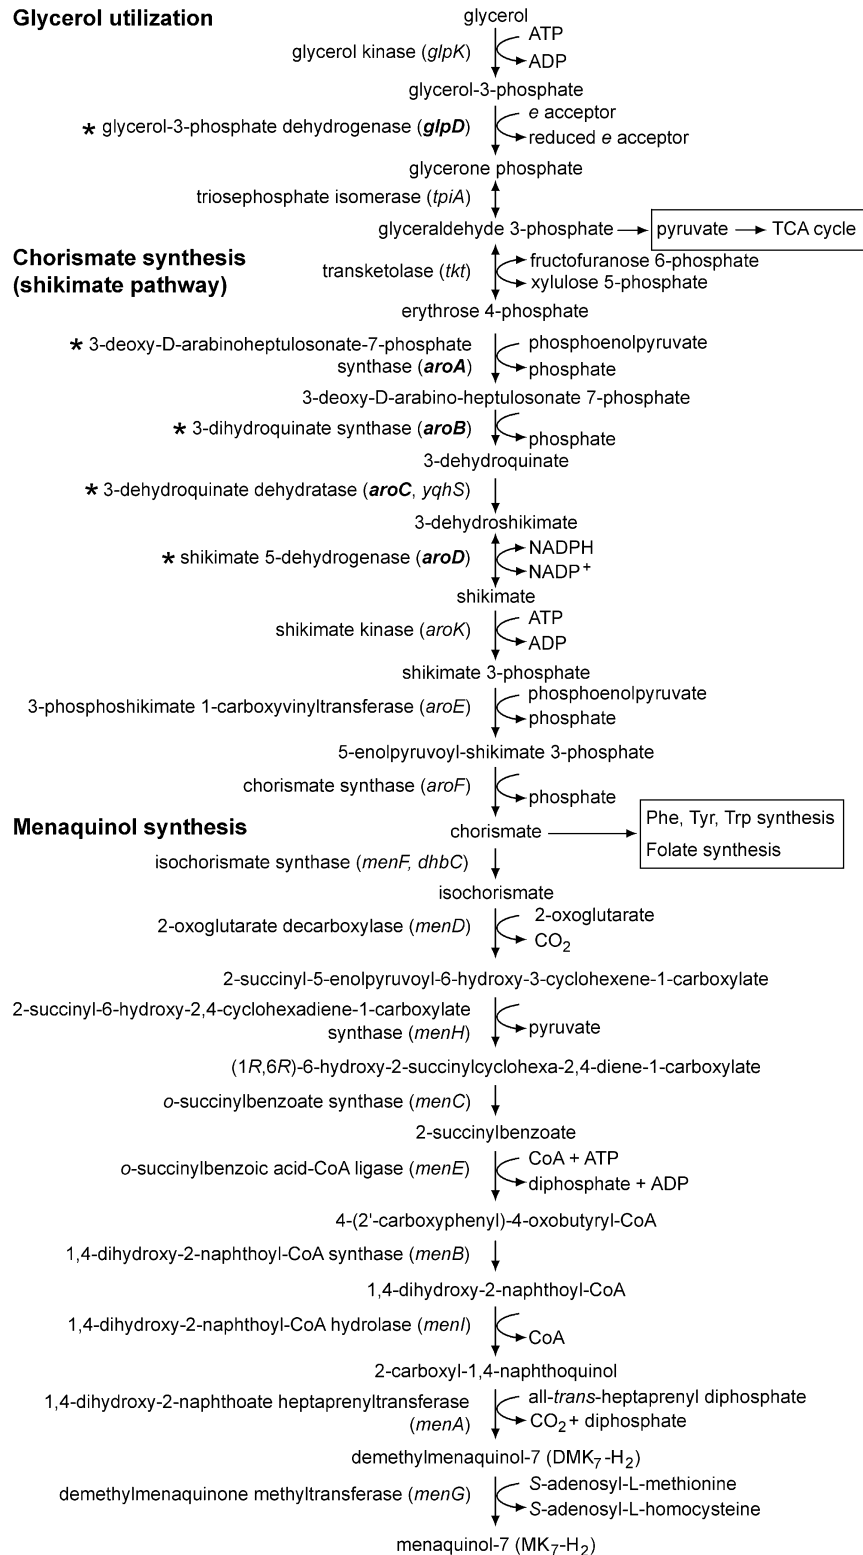 Glycerol utilization
glycerol
glycerol kinase (glpK)
ATP
ADP
glycerol-3-phosphate
* glycerol-3-phosphate dehydrogenase (glpD)
e acceptor
reduced e acceptor
glycerone phosphate
triosephosphate isomerase (tpiA)
glyceraldehyde 3-phosphate
pyruvate
TCA cycle
Chorismate synthesis
(shikimate pathway)
transketolase (tkt)
fructofuranose 6-phosphate
xylulose 5-phosphate
erythrose 4-phosphate
* 3-deoxy-D-arabinoheptulosonate-7-phosphate
synthase (aroA)
phosphoenolpyruvate
phosphate
3-deoxy-D-arabino-heptulosonate 7-phosphate
* 3-dihydroquinate synthase (aroB)
phosphate
3-dehydroquinate
* 3-dehydroquinate dehydratase (aroC, yqhS)
3-dehydroshikimate
* shikimate 5-dehydrogenase (aroD)
NADPH
NADP+
shikimate
shikimate kinase (aroK)
ATP
ADP
shikimate 3-phosphate
3-phosphoshikimate 1-carboxyvinyltransferase (aroE)
phosphoenolpyruvate
phosphate
5-enolpyruvoyl-shikimate 3-phosphate
chorismate synthase (aroF)
phosphate
Menaquinol synthesis
chorismate
Phe, Tyr, Trp synthesis
Folate synthesis
isochorismate synthase (menF, dhbC)
isochorismate
2-oxoglutarate decarboxylase (menD)
2-oxoglutarate
CO2
2-succinyl-5-enolpyruvoyl-6-hydroxy-3-cyclohexene-1-carboxylate
2-succinyl-6-hydroxy-2,4-cyclohexadiene-1-carboxylate
synthase (menH)
pyruvate
(1R,6R)-6-hydroxy-2-succinylcyclohexa-2,4-diene-1-carboxylate
o-succinylbenzoate synthase (menC)
2-succinylbenzoate
o-succinylbenzoic acid-CoA ligase (menE)
CoA + ATP
diphosphate + ADP
4-(2'-carboxyphenyl)-4-oxobutyryl-CoA
1,4-dihydroxy-2-naphthoyl-CoA synthase (menB)
1,4-dihydroxy-2-naphthoyl-CoA
1,4-dihydroxy-2-naphthoyl-CoA hydrolase (menI)
CoA
2-carboxyl-1,4-naphthoquinol
1,4-dihydroxy-2-naphthoate heptaprenyltransferase
(menA)
all-trans-heptaprenyl diphosphate
CO2 + diphosphate
demethylmenaquinol-7 (DMK7-H2)
demethylmenaquinone methyltransferase (menG)
S-adenosyl-L-methionine
S-adenosyl-L-homocysteine
menaquinol-7 (MK7-H2)